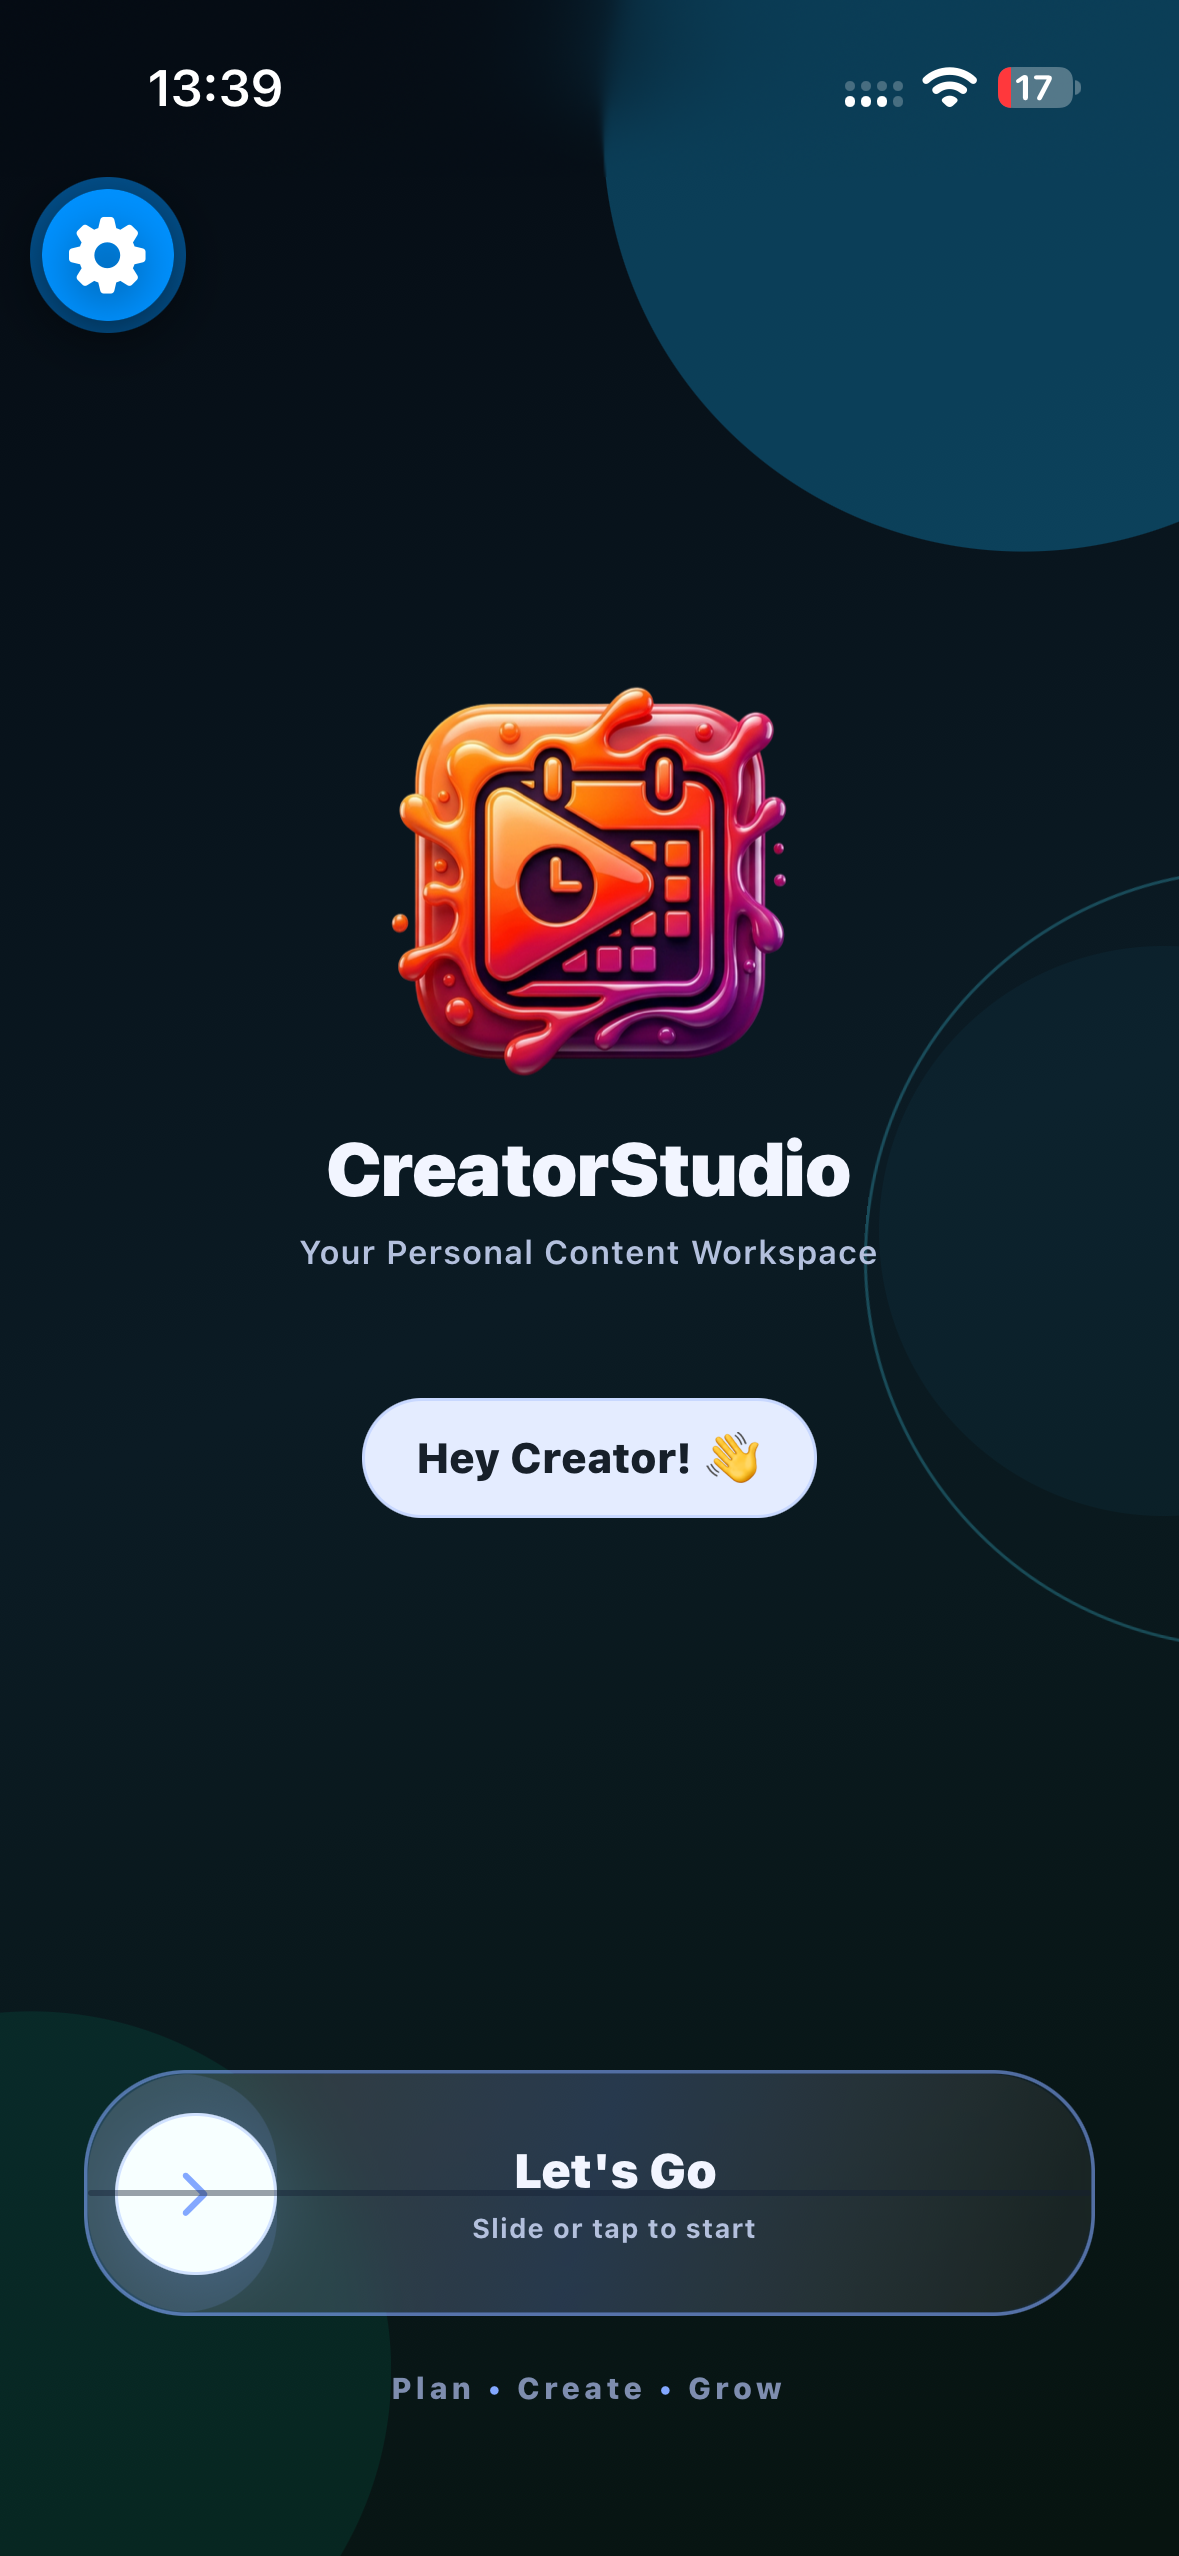 13:39
17
CreatorStudio
Your Personal Content Workspace
Hey Creator! 👋
Let's Go
Slide or tap to start
Plan • Create • Grow